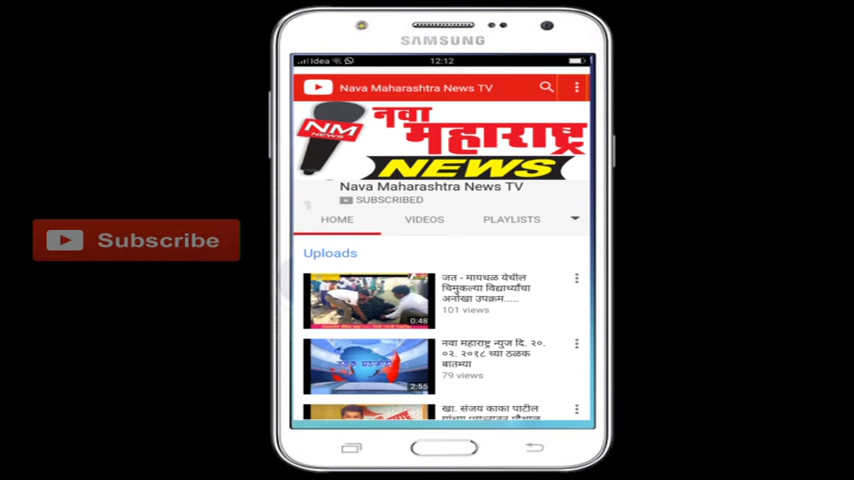 SAMSUNG
Idea 12:12
Nava Maharashtra News TV
NM
NEWS
नवा
महाराष्ट्र
NEWS
Nava Maharashtra News TV
SUBSCRIBED
HOME VIDEOS PLAYLISTS
Subscribe
Uploads
जत - मायथळ येथील
चिमुकल्या विद्यार्थ्यांचा
अनोखा उपक्रम.....
101 views
0:48
नवा महाराष्ट्र न्युज दि. २०.
०२. २०१८ च्या ठळक
बातम्या
79 views
2:55
खा. संजय काका पाटील